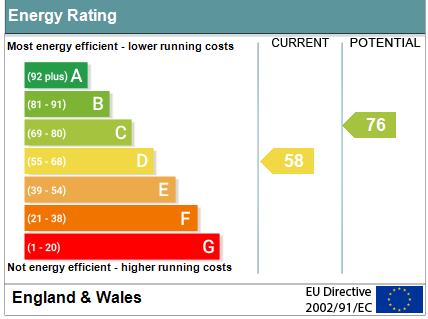 Energy Rating
Most energy efficient - lower running costs
CURRENT
POTENTIAL
(92 plus) A
(81 - 91) B
(69 - 80) C
76
(55 - 68) D
58
(39 - 54) E
(21 - 38) F
(1 - 20) G
Not energy efficient - higher running costs
England & Wales
EU Directive
2002/91/EC